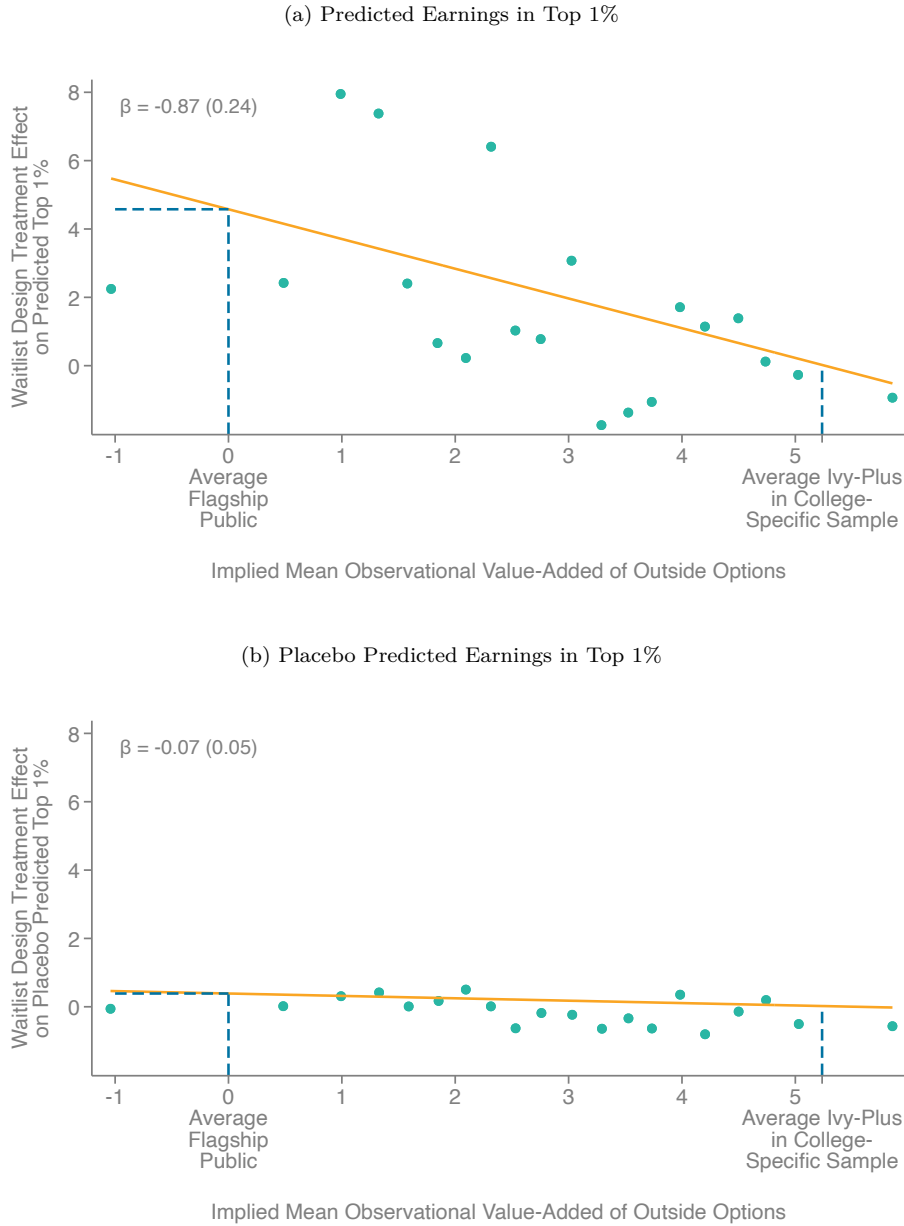 (a) Predicted Earnings in Top 1%
Waitlist Design Treatment Effect
on Predicted Top 1%
8
6
4
2
0
β = -0.87 (0.24)
-1 0 1 2 3 4 5
Average Average Ivy-Plus
Flagship in College-
Public Specific Sample
Implied Mean Observational Value-Added of Outside Options
(b) Placebo Predicted Earnings in Top 1%
Waitlist Design Treatment Effect
on Placebo Predicted Top 1%
8
6
4
2
0
β = -0.07 (0.05)
-1 0 1 2 3 4 5
Average Average Ivy-Plus
Flagship in College-
Public Specific Sample
Implied Mean Observational Value-Added of Outside Options